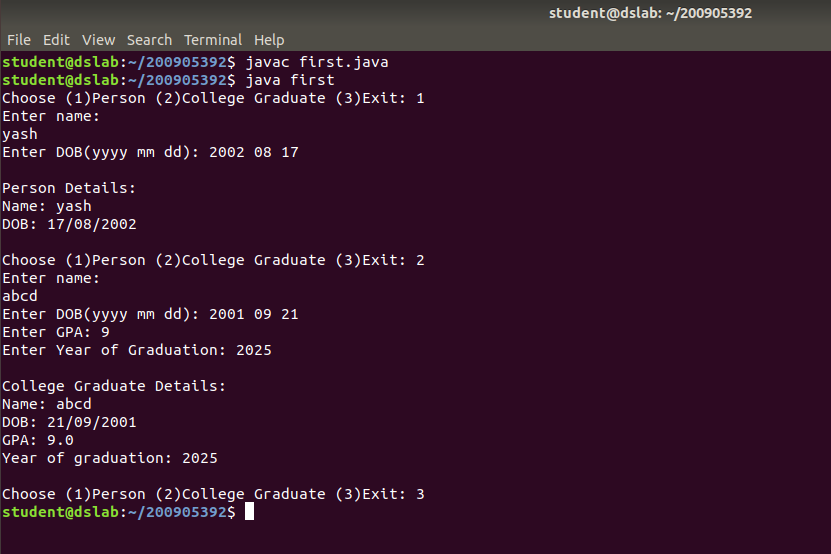 student@dslab: ~/200905392
File Edit View Search Terminal Help
student@dslab:~/200905392$ javac first.java
student@dslab:~/200905392$ java first
Choose (1)Person (2)College Graduate (3)Exit: 1
Enter name:
yash
Enter DOB(yyyy mm dd): 2002 08 17
Person Details:
Name: yash
DOB: 17/08/2002
Choose (1)Person (2)College Graduate (3)Exit: 2
Enter name:
abcd
Enter DOB(yyyy mm dd): 2001 09 21
Enter GPA: 9
Enter Year of Graduation: 2025
College Graduate Details:
Name: abcd
DOB: 21/09/2001
GPA: 9.0
Year of graduation: 2025
Choose (1)Person (2)College Graduate (3)Exit: 3
student@dslab:~/200905392$